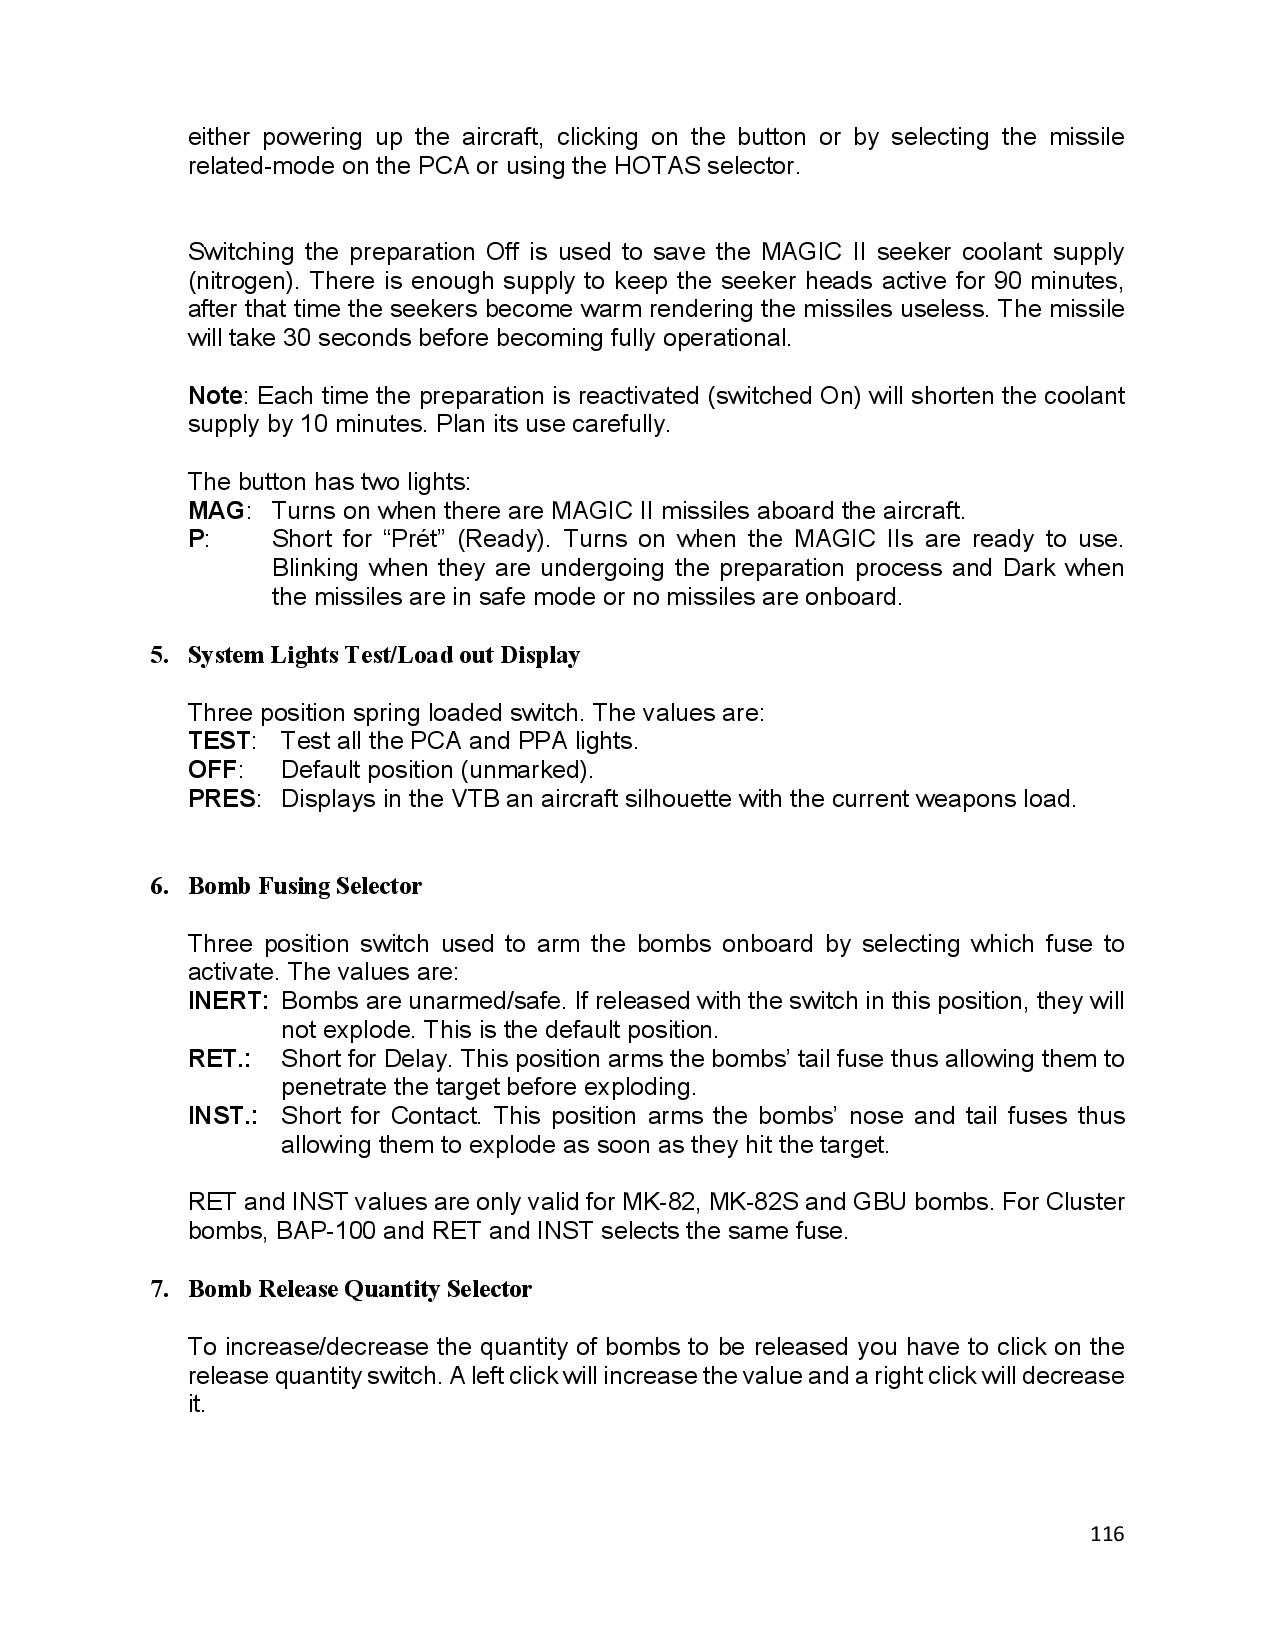 either powering up the aircraft, clicking on the button or by selecting the missile
related-mode on the PCA or using the HOTAS selector.
Switching the preparation Off is used to save the MAGIC II seeker coolant supply
(nitrogen). There is enough supply to keep the seeker heads active for 90 minutes,
after that time the seekers become warm rendering the missiles useless. The missile
will take 30 seconds before becoming fully operational.
Note: Each time the preparation is reactivated (switched On) will shorten the coolant
supply by 10 minutes. Plan its use carefully.
The button has two lights:
MAG: Turns on when there are MAGIC II missiles aboard the aircraft.
P: Short for “Prét” (Ready). Turns on when the MAGIC IIs are ready to use.
Blinking when they are undergoing the preparation process and Dark when
the missiles are in safe mode or no missiles are onboard.
5. System Lights Test/Load out Display
Three position spring loaded switch. The values are:
TEST: Test all the PCA and PPA lights.
OFF: Default position (unmarked).
PRES: Displays in the VTB an aircraft silhouette with the current weapons load.
6. Bomb Fusing Selector
Three position switch used to arm the bombs onboard by selecting which fuse to
activate. The values are:
INERT: Bombs are unarmed/safe. If released with the switch in this position, they will
not explode. This is the default position.
RET.: Short for Delay. This position arms the bombs’ tail fuse thus allowing them to
penetrate the target before exploding.
INST.: Short for Contact. This position arms the bombs’ nose and tail fuses thus
allowing them to explode as soon as they hit the target.
RET and INST values are only valid for MK-82, MK-82S and GBU bombs. For Cluster
bombs, BAP-100 and RET and INST selects the same fuse.
7. Bomb Release Quantity Selector
To increase/decrease the quantity of bombs to be released you have to click on the
release quantity switch. A left click will increase the value and a right click will decrease
it.
116